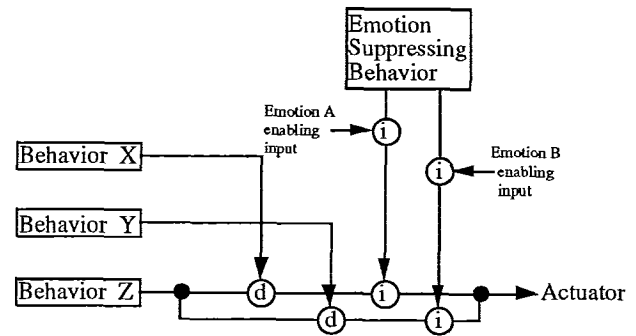 Emotion
Suppressing
Behavior
Emotion A
enabling
input
i
Emotion B
enabling
input
i
Behavior X
Behavior Y
Behavior Z
d
i
Actuator
d
i